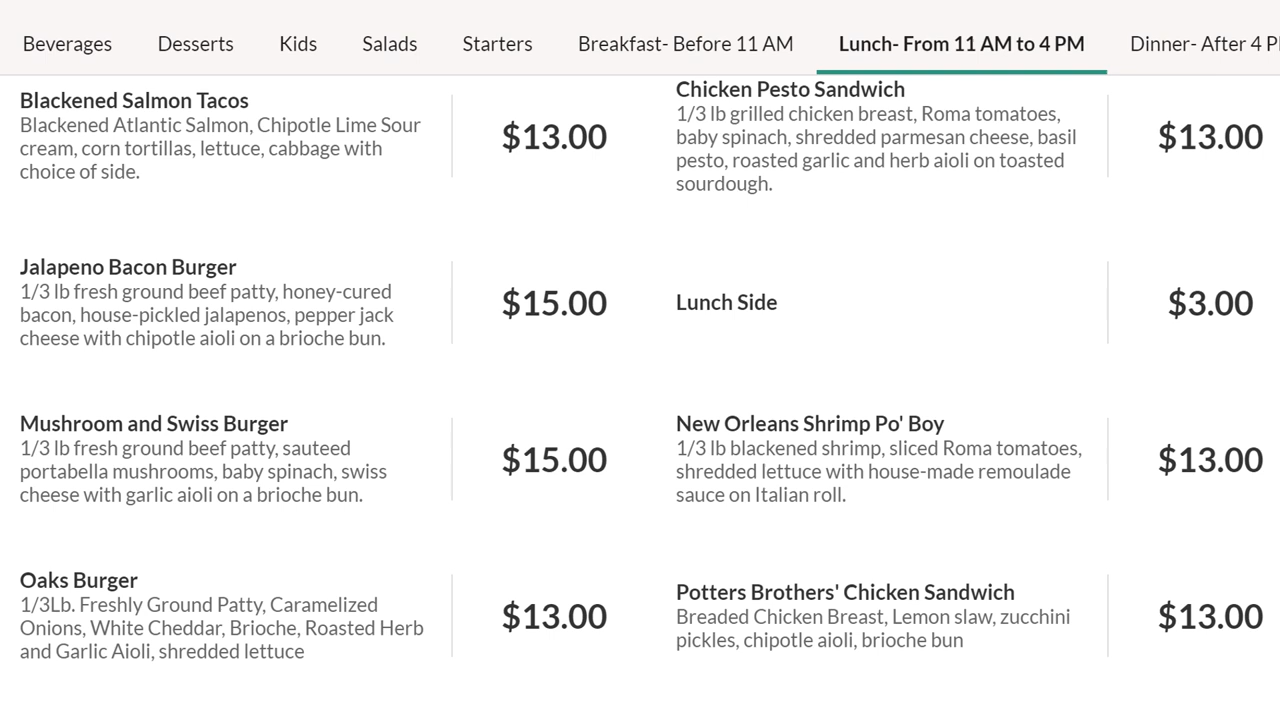 Beverages Desserts Kids Salads Starters Breakfast- Before 11 AM Lunch- From 11 AM to 4 PM Dinner- After 4
Blackened Salmon Tacos
Blackened Atlantic Salmon, Chipotle Lime Sour
cream, corn tortillas, lettuce, cabbage with
choice of side.
$13.00
Chicken Pesto Sandwich
1/3 lb grilled chicken breast, Roma tomatoes,
baby spinach, shredded parmesan cheese, basil
pesto, roasted garlic and herb aioli on toasted
sourdough.
$13.00
Jalapeno Bacon Burger
1/3 lb fresh ground beef patty, honey-cured
bacon, house-pickled jalapenos, pepper jack
cheese with chipotle aioli on a brioche bun.
$15.00
Lunch Side
$3.00
Mushroom and Swiss Burger
1/3 lb fresh ground beef patty, sauteed
portabella mushrooms, baby spinach, swiss
cheese with garlic aioli on a brioche bun.
$15.00
New Orleans Shrimp Po' Boy
1/3 lb blackened shrimp, sliced Roma tomatoes,
shredded lettuce with house-made remoulade
sauce on Italian roll.
$13.00
Oaks Burger
1/3Lb. Freshly Ground Patty, Caramelized
Onions, White Cheddar, Brioche, Roasted Herb
and Garlic Aioli, shredded lettuce
$13.00
Potters Brothers' Chicken Sandwich
Breaded Chicken Breast, Lemon slaw, zucchini
pickles, chipotle aioli, brioche bun
$13.00